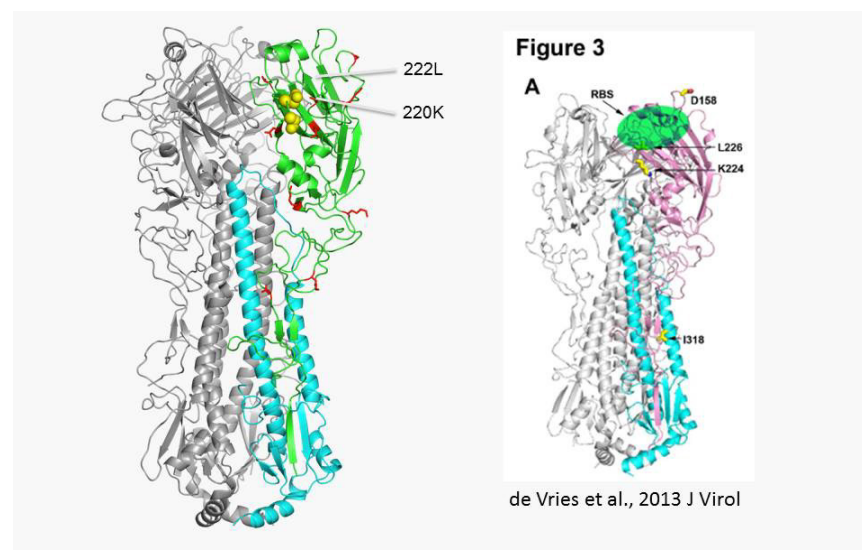 222L
220K
Figure 3
A
RBS
D158
L226
K224
I318
de Vries et al., 2013 J Virol